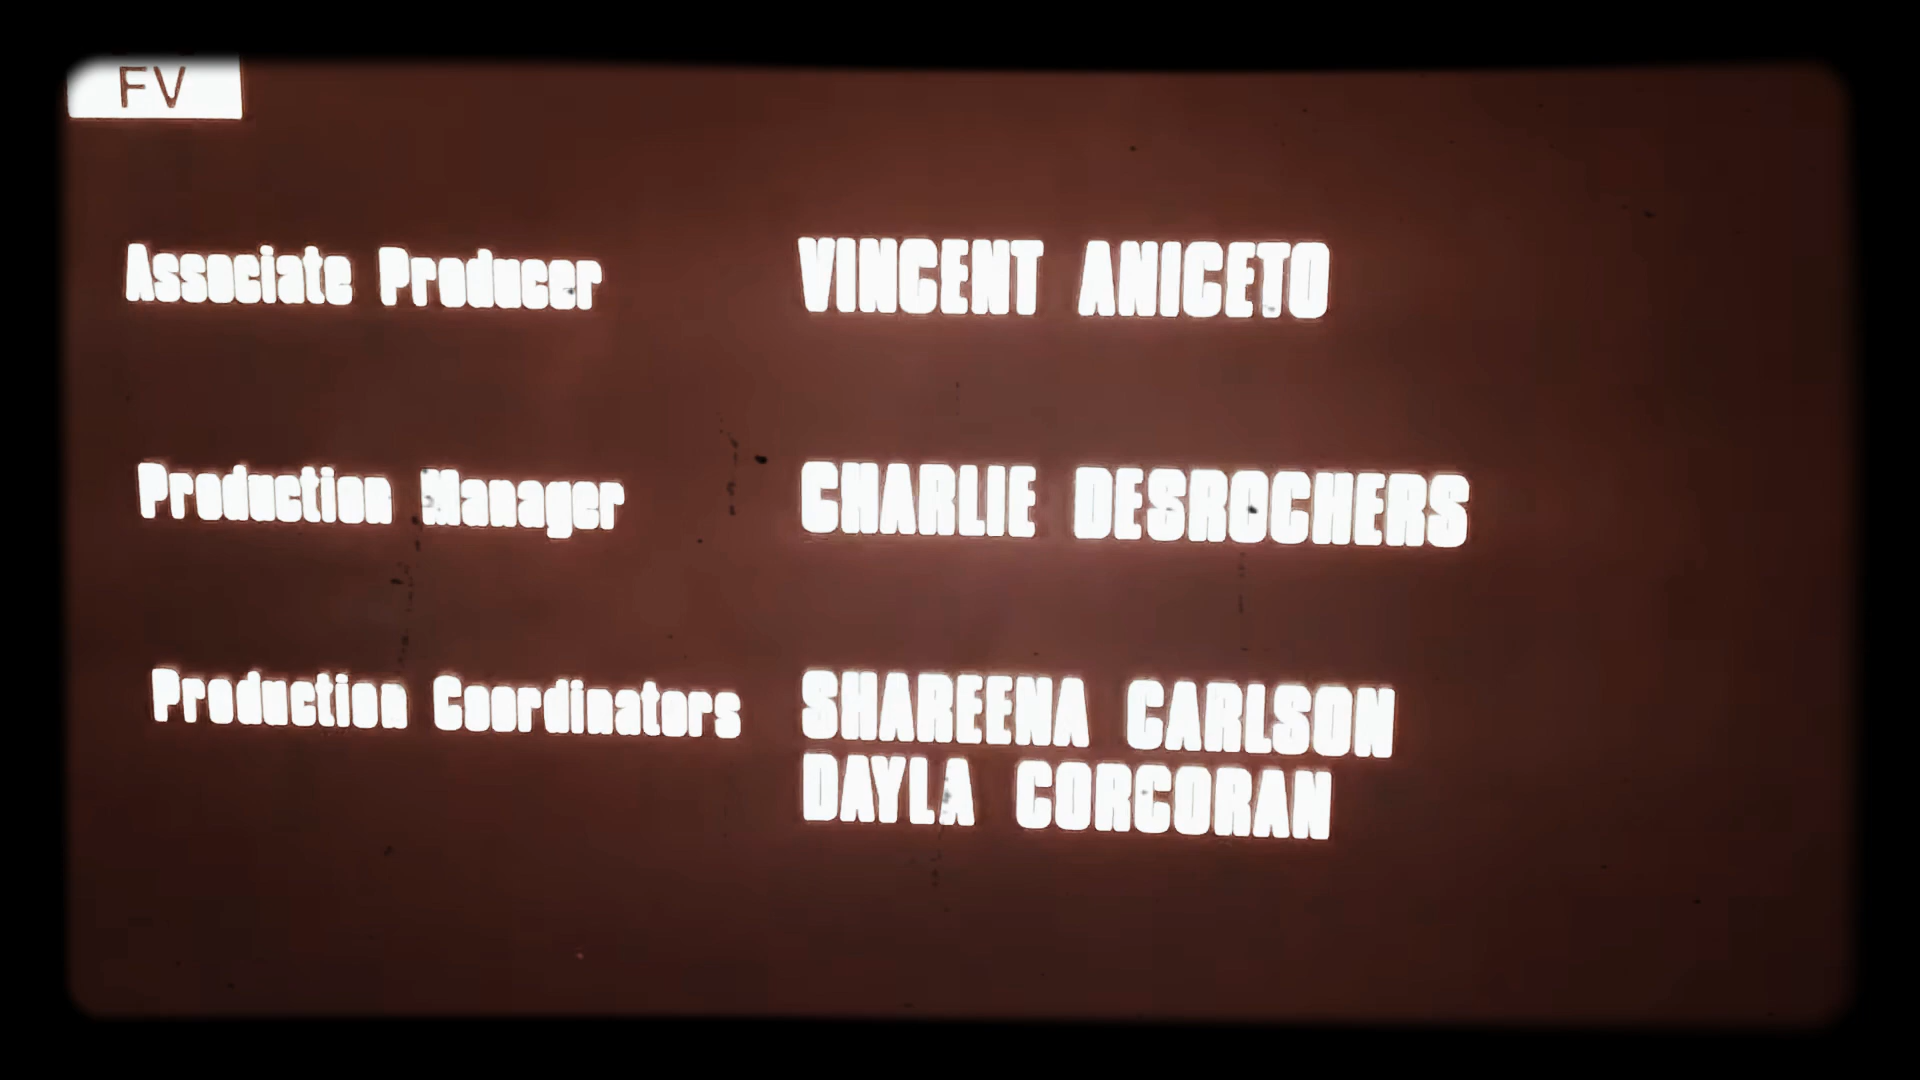 FV
Associate Producer VINCENT ANICETO
Production Manager CHARLIE DESROCHERS
Production Coordinators SHAREENA CARLSON
DAYLA CORCORAN